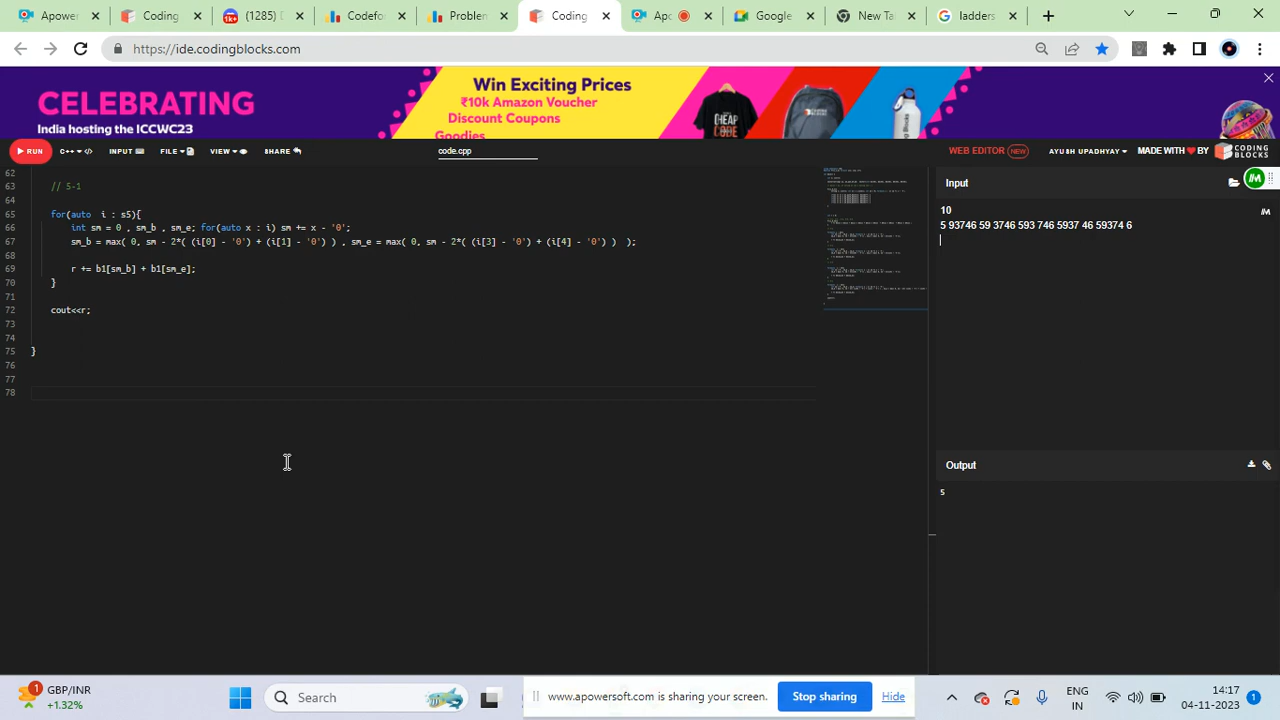 Apower
Coding
(1285) D
Codefo
Problem
Coding
Apo
Google
New Ta
ladders
https://ide.codingblocks.com
CELEBRATING
India hosting the ICCWC23
Win Exciting Prices
₹10k Amazon Voucher
Discount Coupons
Goodies
RUN
C++
INPUT
FILE
VIEW
SHARE
code.cpp
WEB EDITOR NEW
AYUSH UPADHYAY
MADE WITH BY CODING BLOCKS
62
63 // 5-1
64
65 for(auto i : s5){
66 int sm = 0 , sm_b , sm_e; for(auto x : i) sm += x - '0';
67 sm_b = max( 0, sm - 2*( (i[0] - '0') + (i[1] - '0') ) ) , sm_e = max( 0, sm - 2*( (i[3] - '0') + (i[4] - '0') ) );
68
69 r += b1[sm_b] + b1[sm_e];
70 }
71
72 cout<<r;
73
74
75 }
76
77
78
Input
10
5 93746 59 3746 593 746 5937 46 59374 6
Output
5
GBP/INR
+1.32%
1
Search
www.apowersoft.com is sharing your screen.
Stop sharing
Hide
ENG
IN
14:17
04-11-2023
1